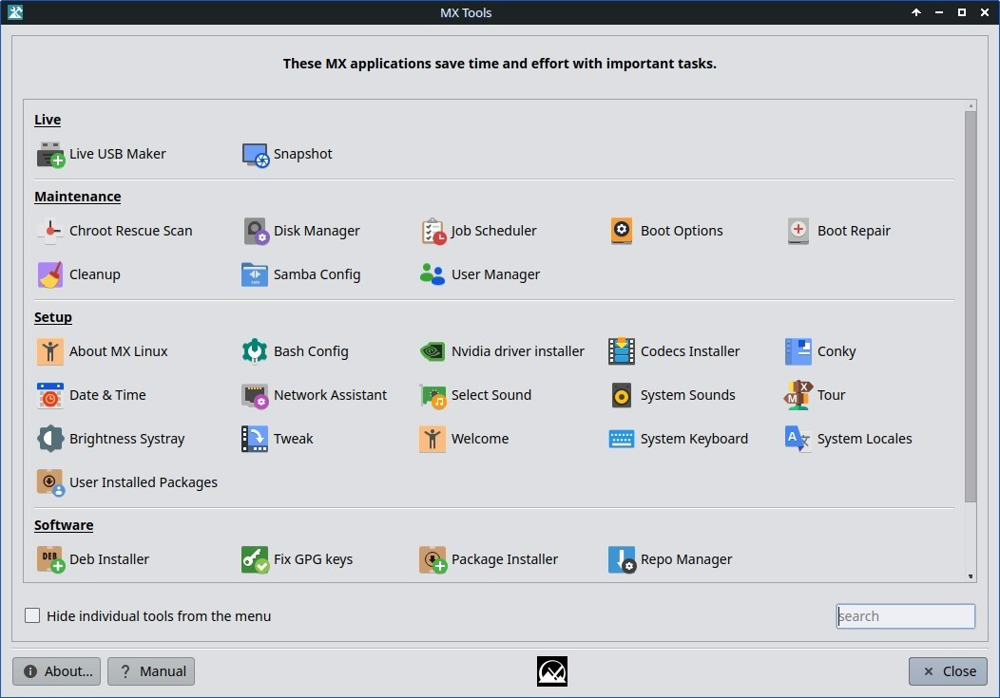 MX Tools
These MX applications save time and effort with important tasks.
Live
Live USB Maker Snapshot
Maintenance
Chroot Rescue Scan Disk Manager Job Scheduler Boot Options Boot Repair
Cleanup Samba Config User Manager
Setup
About MX Linux Bash Config Nvidia driver installer Codecs Installer Conky
Date & Time Network Assistant Select Sound System Sounds Tour
Brightness Systray Tweak Welcome System Keyboard System Locales
User Installed Packages
Software
Deb Installer Fix GPG keys Package Installer Repo Manager
Hide individual tools from the menu search
About... ? Manual Close